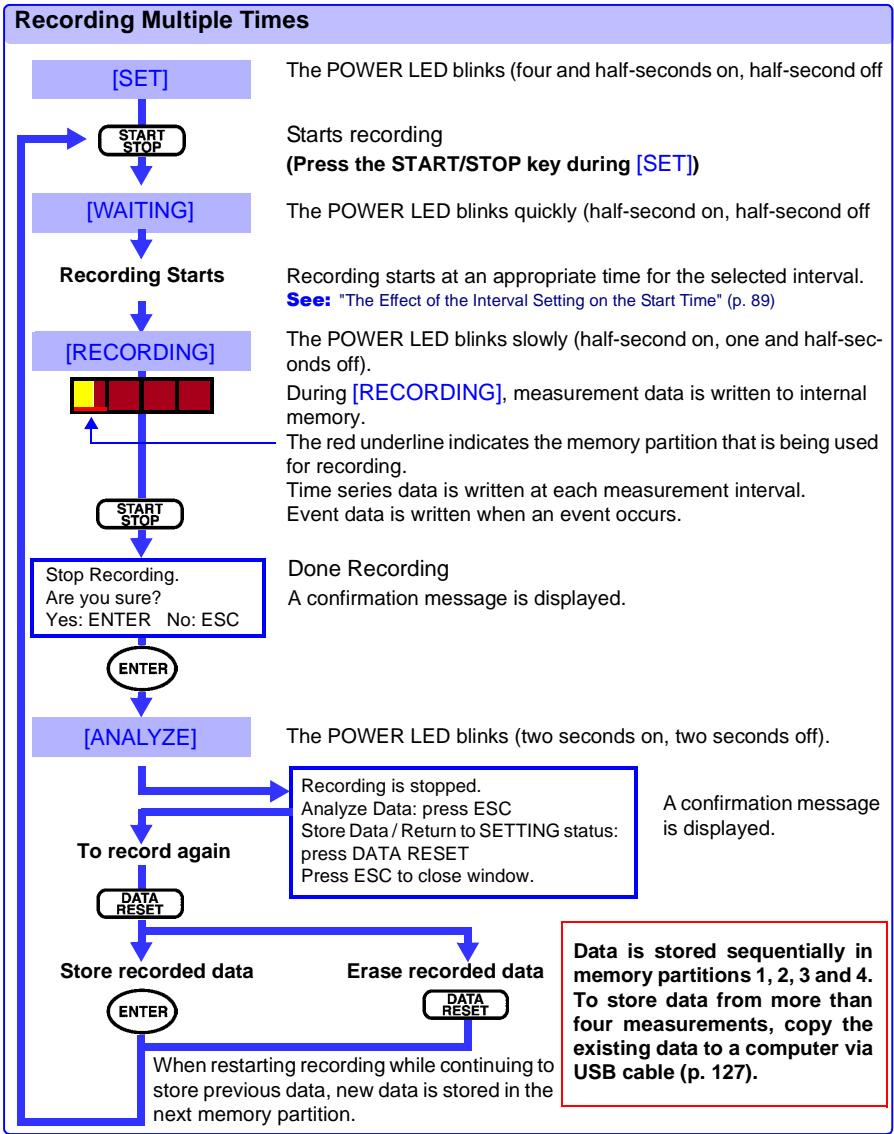 Recording Multiple Times
[SET]
The POWER LED blinks (four and half-seconds on, half-second off
START
STOP
Starts recording
(Press the START/STOP key during [SET])
[WAITING]
The POWER LED blinks quickly (half-second on, half-second off
Recording Starts
Recording starts at an appropriate time for the selected interval.
See: "The Effect of the Interval Setting on the Start Time" (p. 89)
[RECORDING]
The POWER LED blinks slowly (half-second on, one and half-sec-
onds off).
During [RECORDING], measurement data is written to internal
memory.
The red underline indicates the memory partition that is being used
for recording.
Time series data is written at each measurement interval.
Event data is written when an event occurs.
START
STOP
Stop Recording.
Are you sure?
Yes: ENTER No: ESC
Done Recording
A confirmation message is displayed.
ENTER
[ANALYZE]
The POWER LED blinks (two seconds on, two seconds off).
Recording is stopped.
Analyze Data: press ESC
Store Data / Return to SETTING status:
press DATA RESET
Press ESC to close window.
A confirmation message
is displayed.
To record again
DATA
RESET
Store recorded data
Erase recorded data
ENTER
DATA
RESET
When restarting recording while continuing to
store previous data, new data is stored in the
next memory partition.
Data is stored sequentially in
memory partitions 1, 2, 3 and 4.
To store data from more than
four measurements, copy the
existing data to a computer via
USB cable (p. 127).